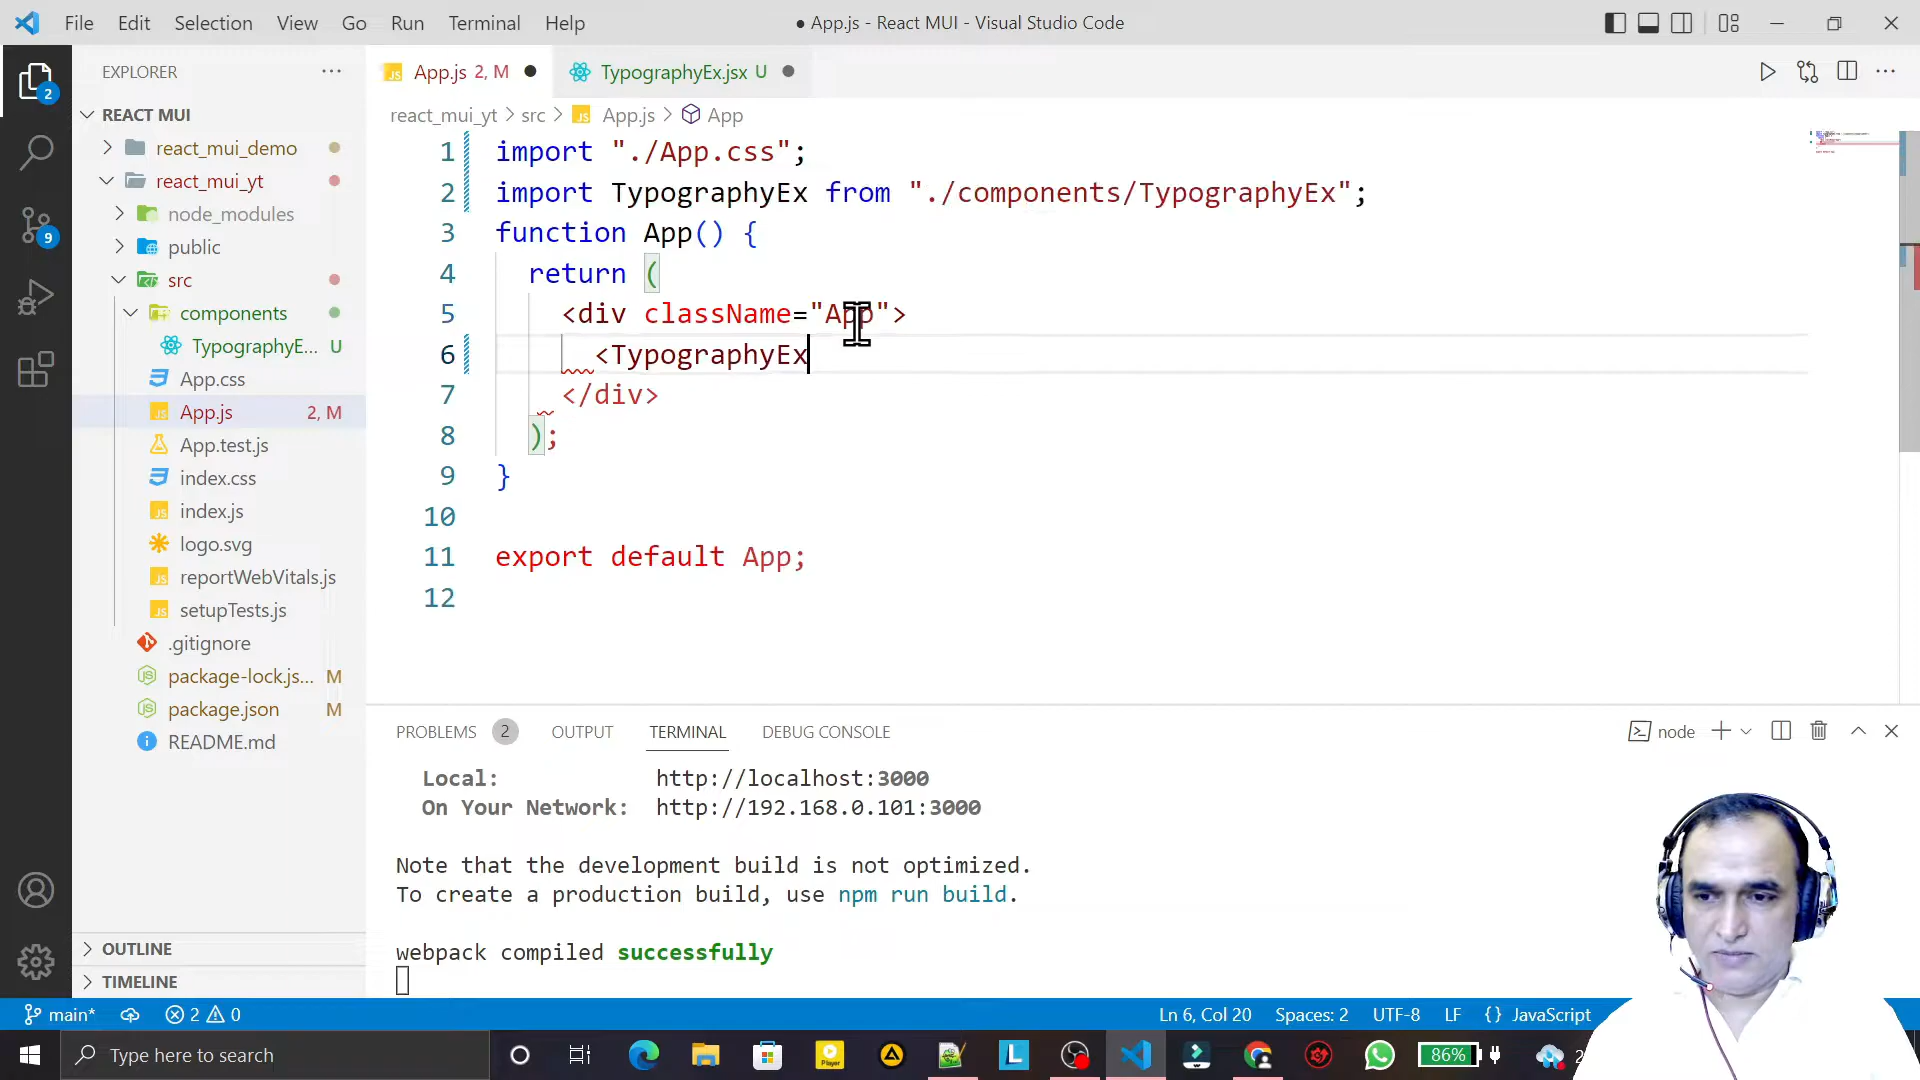 File Edit Selection View Go Run Terminal Help
● App.js - React MUI - Visual Studio Code
EXPLORER
App.js 2, M
TypographyEx.jsx U
react_mui_yt > src > App.js > App
REACT MUI
react_mui_demo
react_mui_yt
node_modules
public
src
components
TypographyE... U
App.css
App.js 2, M
App.test.js
index.css
index.js
logo.svg
reportWebVitals.js
setupTests.js
.gitignore
package-lock.js... M
package.json M
README.md
OUTLINE
TIMELINE
2
9
1 import "./App.css";
2 import TypographyEx from "./components/TypographyEx";
3 function App() {
4 return (
5 <div className="App">
6 <TypographyEx
7 </div>
8 );
9 }
10
11 export default App;
12
PROBLEMS 2 OUTPUT TERMINAL DEBUG CONSOLE
node
Local: http://localhost:3000
On Your Network: http://192.168.0.101:3000
Note that the development build is not optimized.
To create a production build, use npm run build.
webpack compiled successfully
main* 2 0
Ln 6, Col 20 Spaces: 2 UTF-8 LF {} JavaScript
Type here to search
Player
L
86%